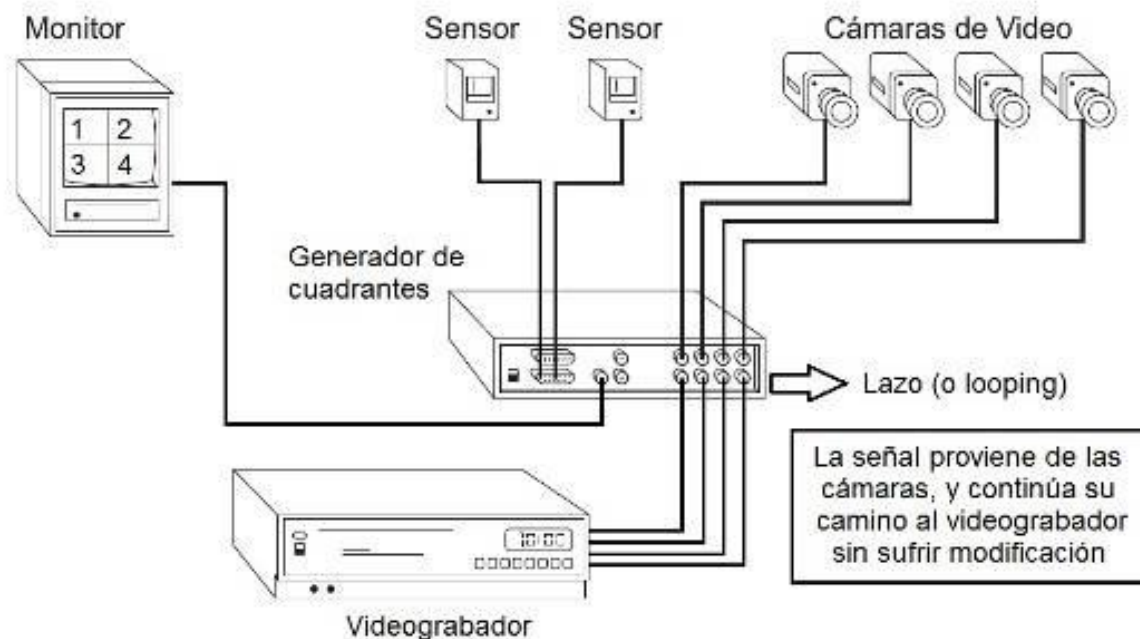 Monitor
Sensor
Sensor
Cámaras de Video
1 2
3 4
Generador de
cuadrantes
Lazo (o looping)
La señal proviene de las
cámaras, y continúa su
camino al videograbador
sin sufrir modificación
Videograbador